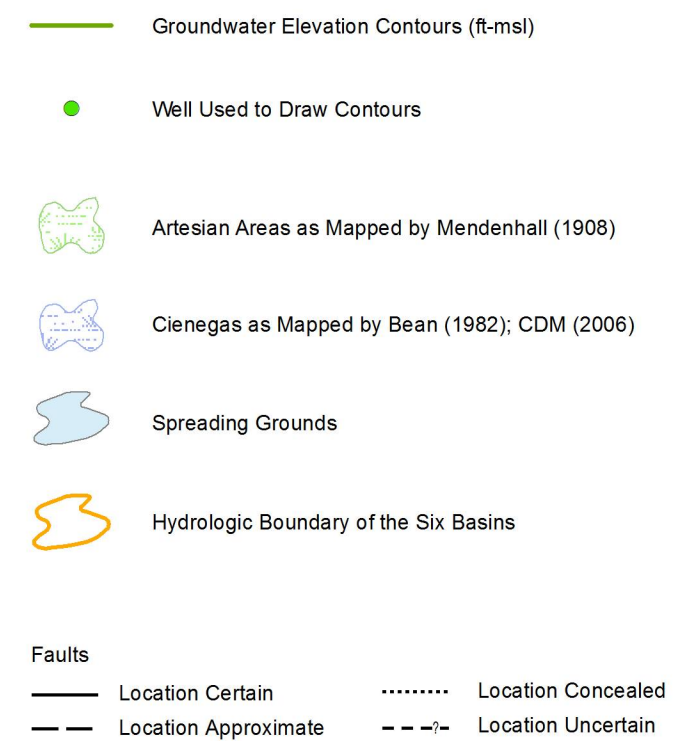 Groundwater Elevation Contours (ft-msl)
Well Used to Draw Contours
Artesian Areas as Mapped by Mendenhall (1908)
Cienegas as Mapped by Bean (1982); CDM (2006)
Spreading Grounds
Hydrologic Boundary of the Six Basins
Faults
Location Certain
Location Concealed
Location Approximate
? Location Uncertain